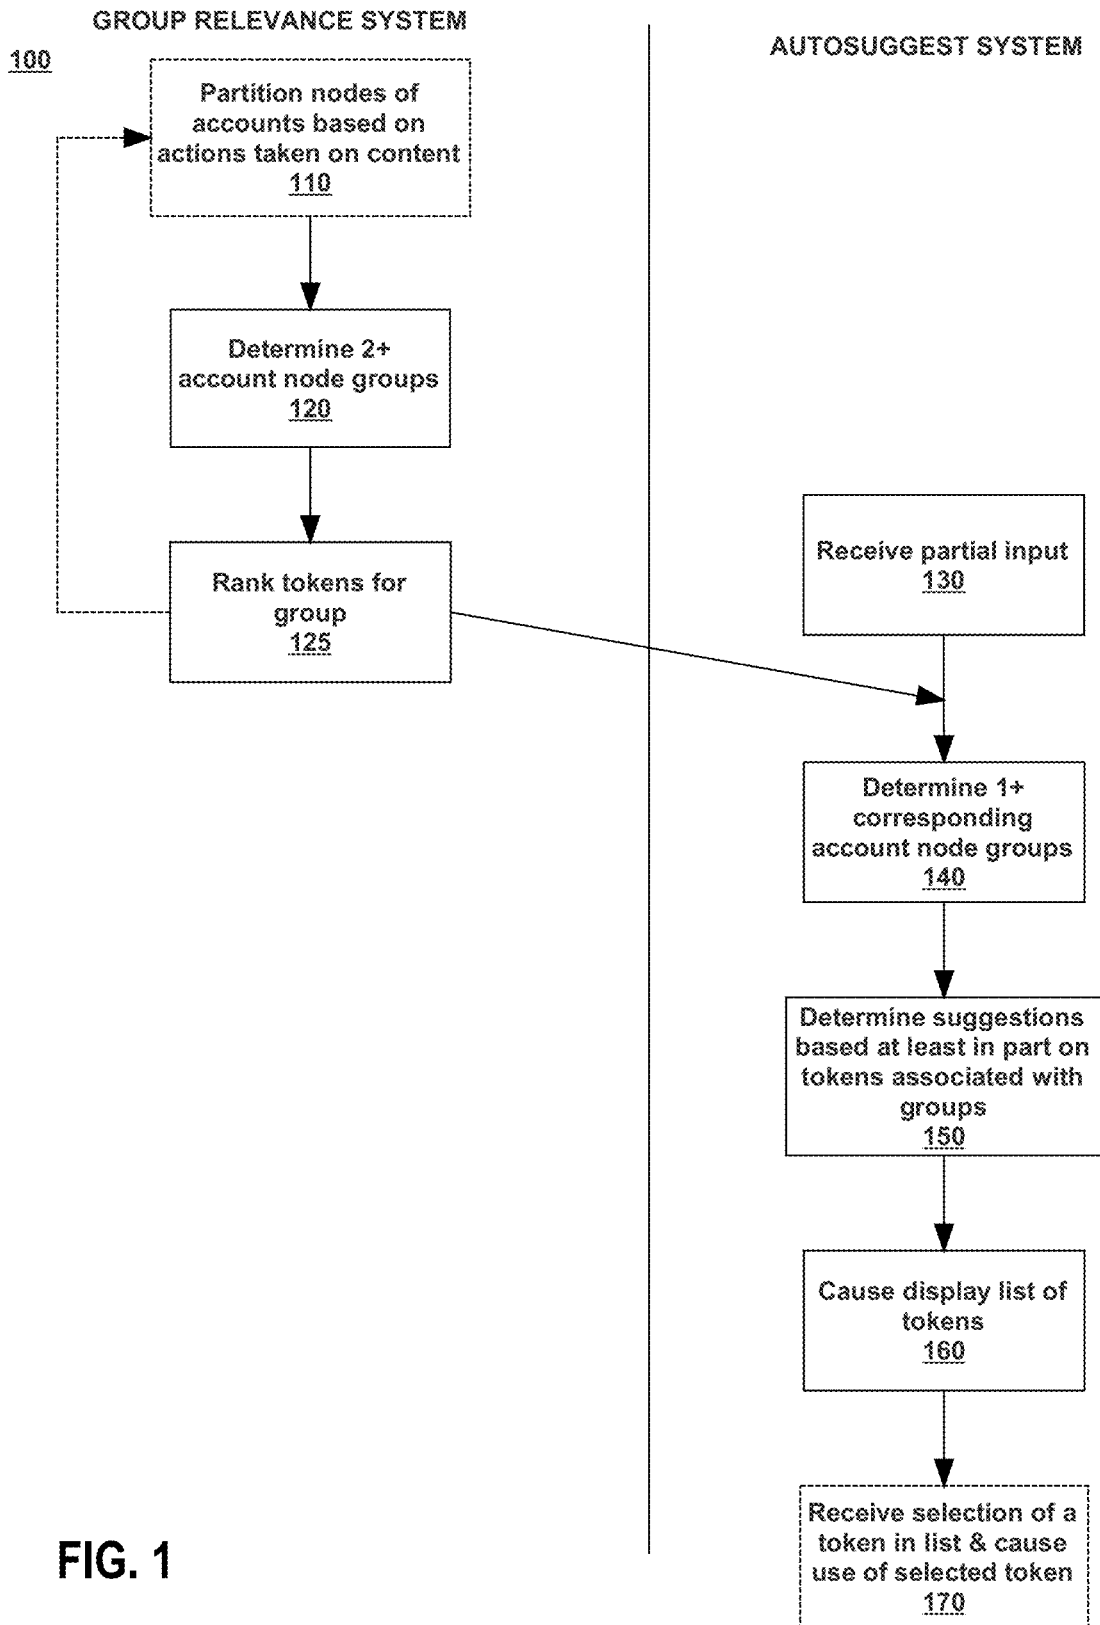 GROUP RELEVANCE SYSTEM
100
Partition nodes of
accounts based on
actions taken on content
110
Determine 2+
account node groups
120
Rank tokens for
group
125
AUTOSUGGEST SYSTEM
Receive partial input
130
Determine 1+
corresponding
account node groups
140
Determine suggestions
based at least in part on
tokens associated with
groups
150
Cause display list of
tokens
160
Receive selection of a
token in list & cause
use of selected token
170
FIG. 1